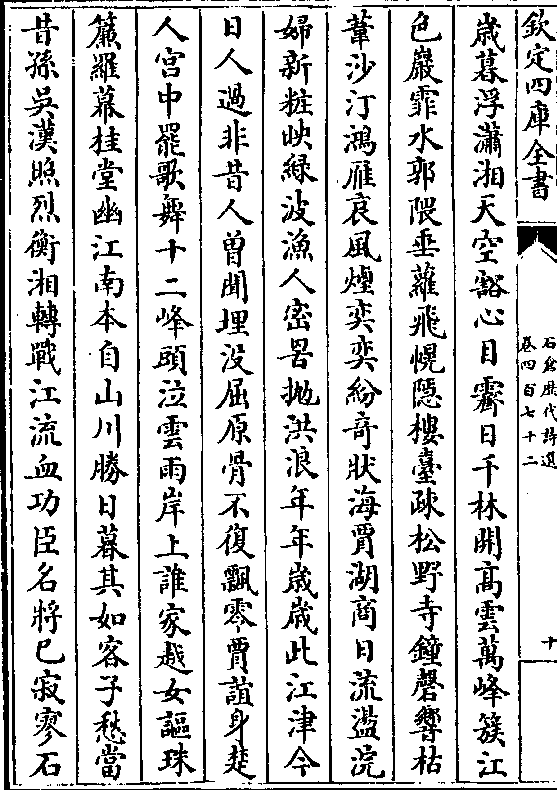 欽定四庫全書
石倉歷代詩選
卷四百七十二
十
歲暮浮瀟湘天空豁心目霽日千林開高雲萬峰簇江
色巖霏水郭隈垂蘿飛幌隱樓臺疎松野寺鐘磬響枯
葦沙汀鴻雁哀風煙奕奕紛奇狀海賈湖商日流濫浣
婦新粧映緑波漁人密罟拋洪浪年年歲歲此江津今
日人過非昔人曾聞埋没屈原骨不復飄零賈誼身楚
人宫中罷歌舞十二峰頭泣雲雨岸上誰家越女謳珠
簾羅幕桂堂幽江南本自山川勝日暮其如客子愁當
昔孫吳漢照烈衡湘轉戰江流血功臣名將已寂寥石